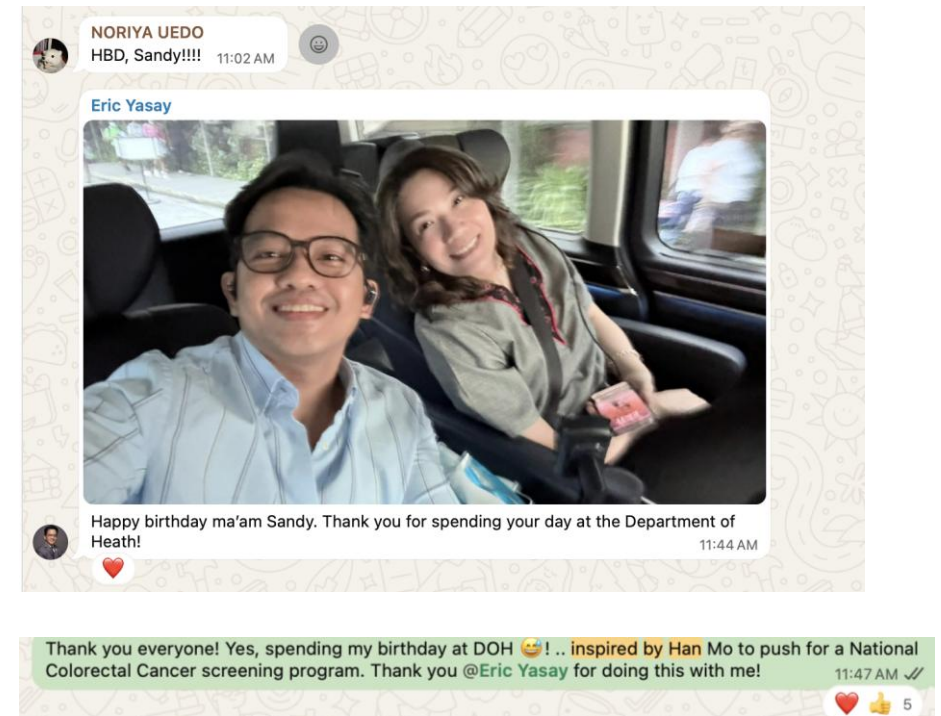 NORIYA UEDO
HBD, Sandy!!!! 11:02 AM
Eric Yasay
Happy birthday ma’am Sandy. Thank you for spending your day at the Department of
Heath!
11:44 AM
Thank you everyone! Yes, spending my birthday at DOH 😅! .. inspired by Han Mo to push for a National
Colorectal Cancer screening program. Thank you @Eric Yasay for doing this with me!
11:47 AM
5